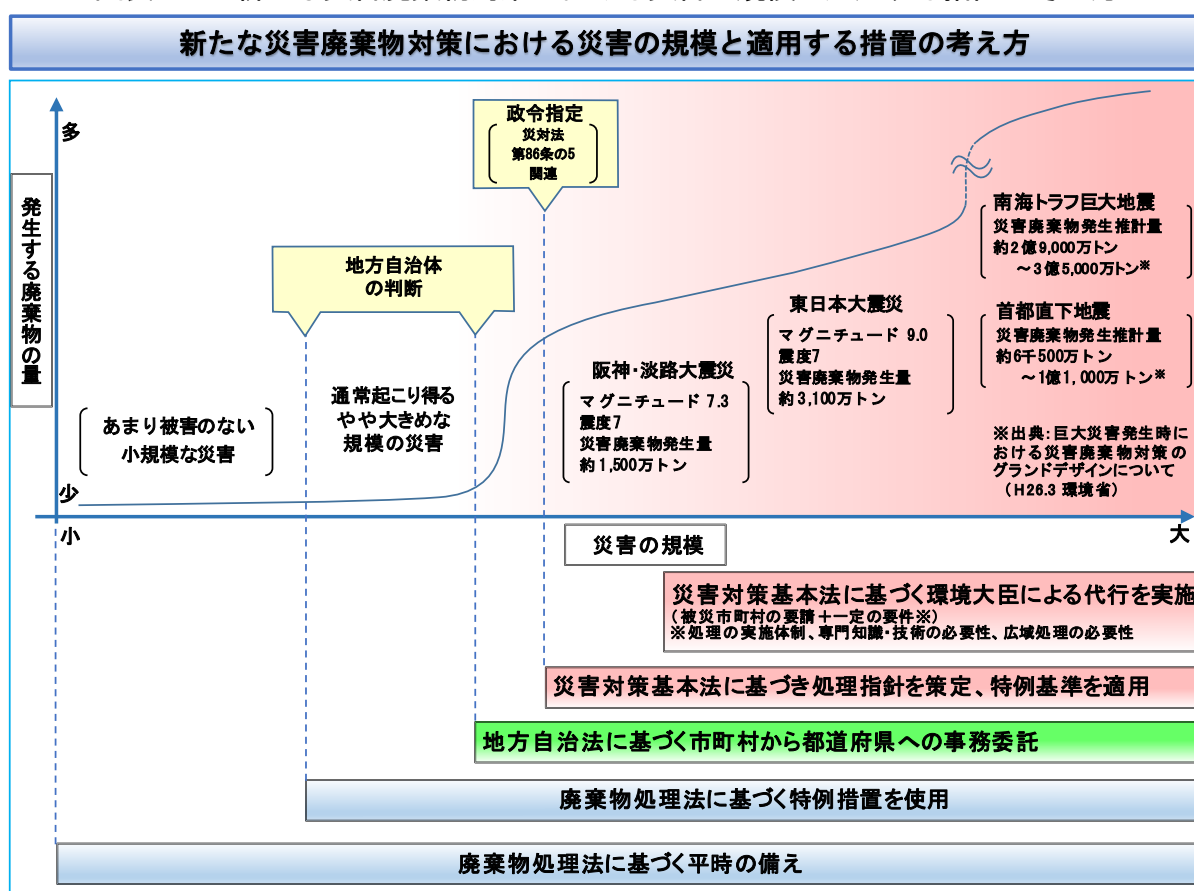 新たな災害廃棄物対策における災害の規模と適用する措置の考え方
多
発生する廃棄物の量
少
小
大
政令指定
災対法
第86条の5
関連
地方自治体
の判断
あまり被害のない
小規模な災害
通常起こり得る
やや大きめな
規模の災害
阪神・淡路大震災
マグニチュード 7.3
震度7
災害廃棄物発生量
約1,500万トン
東日本大震災
マグニチュード 9.0
震度7
災害廃棄物発生量
約3,100万トン
南海トラフ巨大地震
災害廃棄物発生推計量
約2億9,000万トン
～3億5,000万トン※
首都直下地震
災害廃棄物発生推計量
約6千500万トン
～1億1,000万トン※
※出典：巨大災害発生時に
おける災害廃棄物対策の
グランドデザインについて
（H26.3 環境省）
災害の規模
災害対策基本法に基づく環境大臣による代行を実施
（被災市町村の要請＋一定の要件※）
※処理の実施体制、専門知識・技術の必要性、広域処理の必要性
災害対策基本法に基づき処理指針を策定、特例基準を適用
地方自治法に基づく市町村から都道府県への事務委託
廃棄物処理法に基づく特例措置を使用
廃棄物処理法に基づく平時の備え